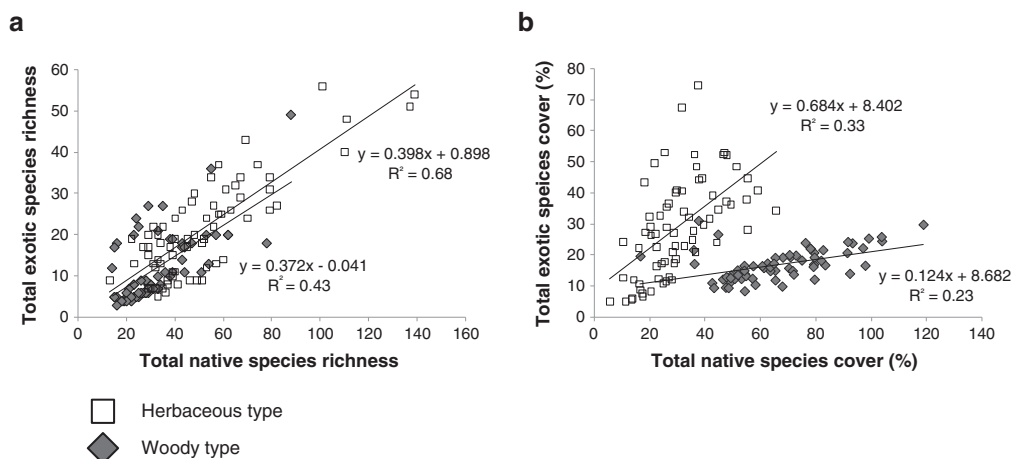 a
b
Total exotic species richness
60
50
40
30
20
10
0
y = 0.398x + 0.898
R² = 0.68
y = 0.372x - 0.041
R² = 0.43
0 20 40 60 80 100 120 140 160
Total native species richness
Total exotic speices cover (%)
80
70
60
50
40
30
20
10
0
y = 0.684x + 8.402
R² = 0.33
y = 0.124x + 8.682
R² = 0.23
0 20 40 60 80 100 120 140
Total native species cover (%)
Herbaceous type
Woody type